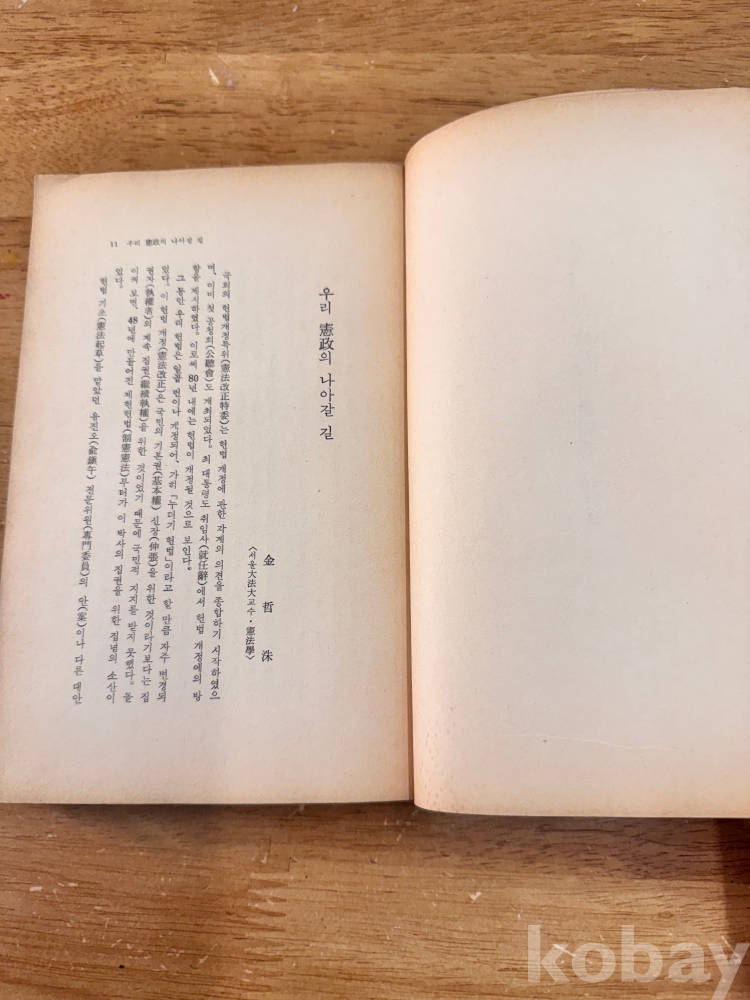 11 우리 憲政의 나아갈 길
우리 憲政의 나아갈 길
金 哲 洙
〈서울大法大교수·憲法學〉
국회의 헌법개정특위(憲法改正特委)는 헌법 개정에 관한 각계의 의견을 종합하기 시작하였으
며, 이미 첫 공청회(公聽會)도 개최되었다. 최 대통령도 취임사(就任辭)에서 헌법 개정에의 방
향을 제시하였다. 이로써 80년 내에는 헌법이 개정될 것으로 보인다.
그 동안 우리 헌법은 일곱 번이나 개정되어, 가히 「누더기 헌법」이라고 할 만큼 자주 변경되
었다. 이 헌법 개정(憲法改正)은 국민의 기본권(基本權) 신장(伸張)을 위한 것이라기보다는 집
권자(執權者)의 계속 집권(繼續執權)을 위한 것이었기 때문에 국민적 지지를 받지 못했다. 돌
이켜 보면, 48년에 만들어진 제헌헌법(制憲憲法)부터가 이 박사의 집권을 위한 집념의 소산이
었다.
헌법 기초(憲法起草)를 맡았던 유진오(兪鎭午) 전문위원(專門委員)의 안(案)이나 다른 대안
kobay